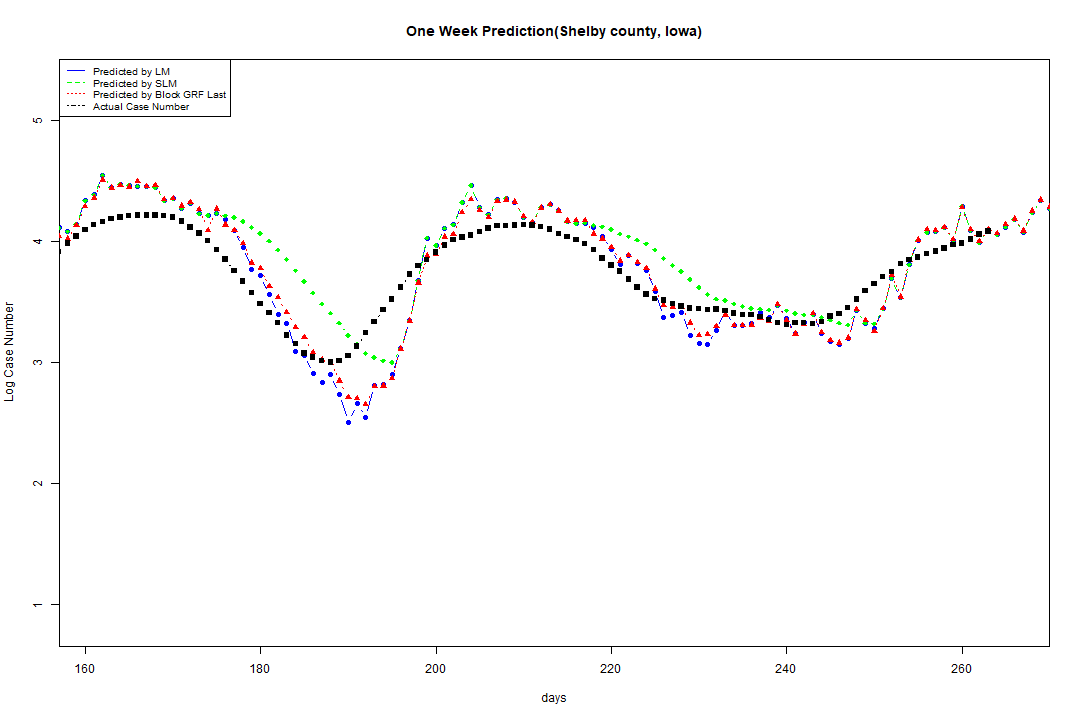 One Week Prediction(Shelby county, Iowa)
Predicted by LM
Predicted by SLM
Predicted by Block GRF Last
Actual Case Number
5
4
3
2
1
Log Case Number
160 180 200 220 240 260
days